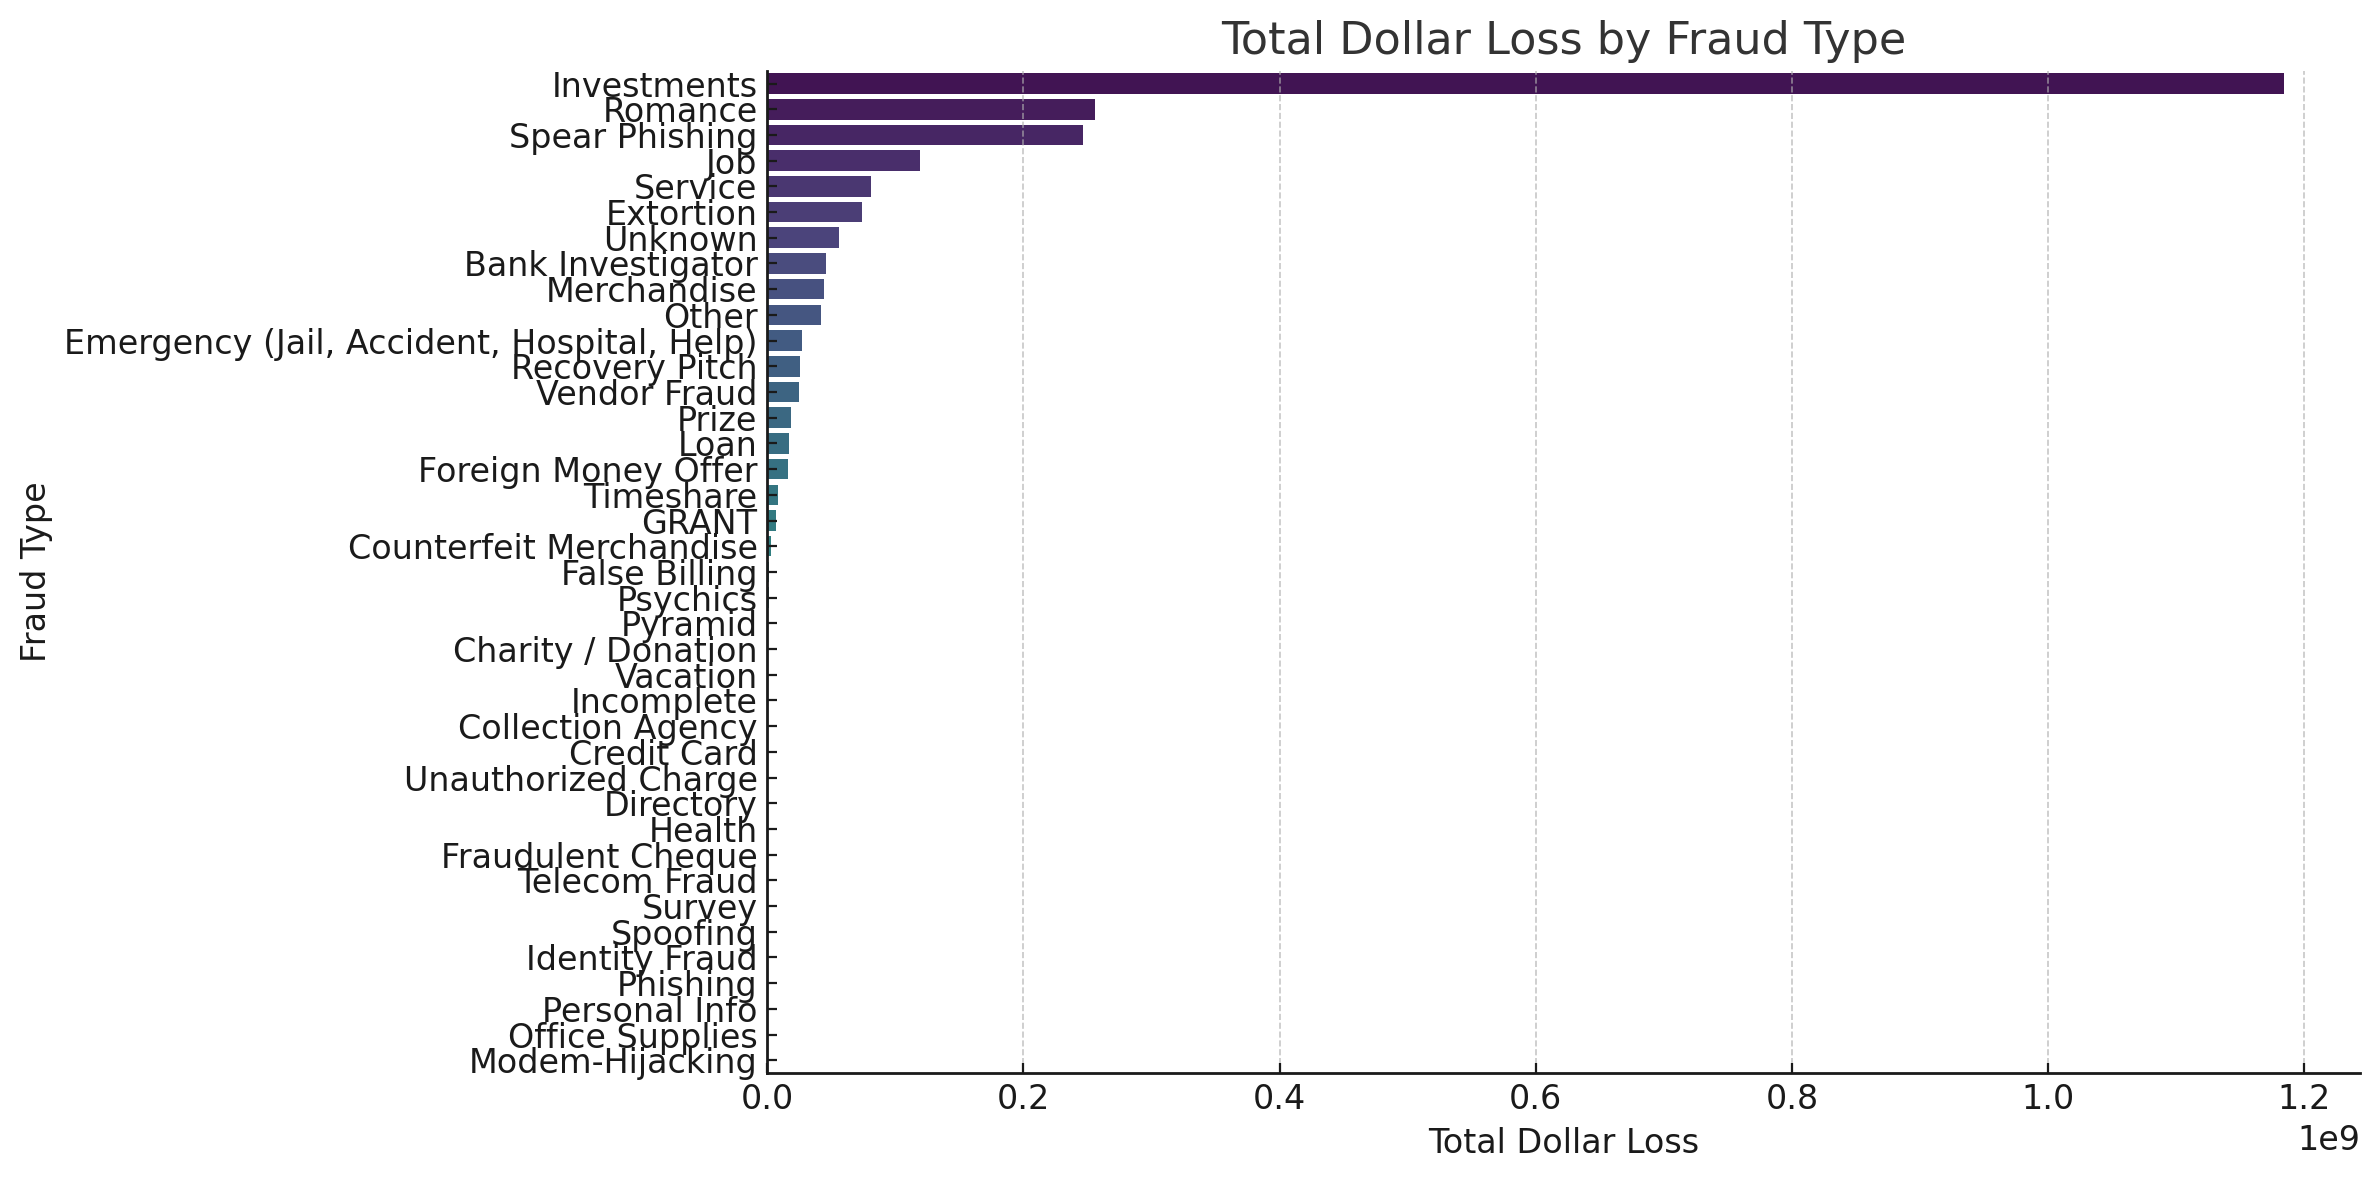 Total Dollar Loss by Fraud Type
Fraud Type
Investments
Romance
Spear Phishing
Job
Service
Extortion
Unknown
Bank Investigator
Merchandise
Other
Emergency (Jail, Accident, Hospital, Help)
Recovery Pitch
Vendor Fraud
Prize
Loan
Foreign Money Offer
Timeshare
GRANT
Counterfeit Merchandise
False Billing
Psychics
Pyramid
Charity / Donation
Vacation
Incomplete
Collection Agency
Credit Card
Unauthorized Charge
Directory
Health
Fraudulent Cheque
Telecom Fraud
Survey
Spoofing
Identity Fraud
Phishing
Personal Info
Office Supplies
Modem-Hijacking
0.0 0.2 0.4 0.6 0.8 1.0 1.2
Total Dollar Loss
1e9